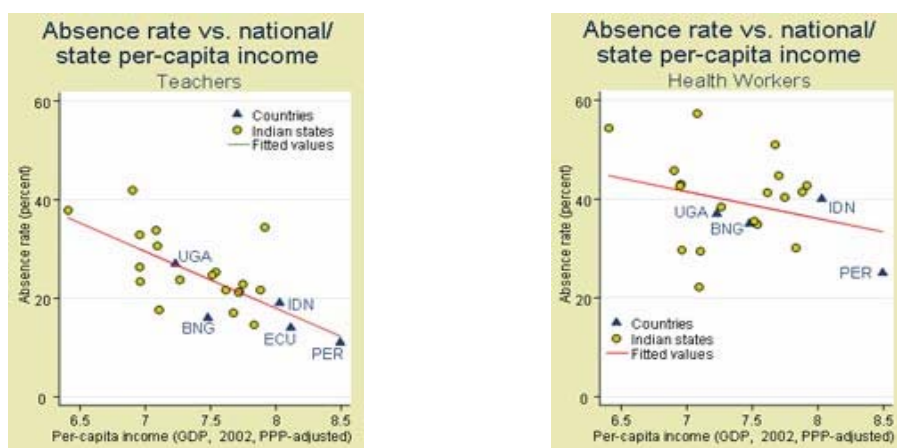 Absence rate vs. national/
state per-capita income
Teachers
60
40
20
0
Absence rate (percent)
Countries
Indian states
Fitted values
UGA
BNG
IDN
ECU
PER
6.5 7 7.5 8 8.5
Per-capita income (GDP, 2002, PPP-adjusted)
Absence rate vs. national/
state per-capita income
Health Workers
60
40
20
0
Absence rate (percent)
UGA
BNG
IDN
PER
Countries
Indian states
Fitted values
6.5 7 7.5 8 8.5
Per-capita income (GDP, 2002, PPP-adjusted)